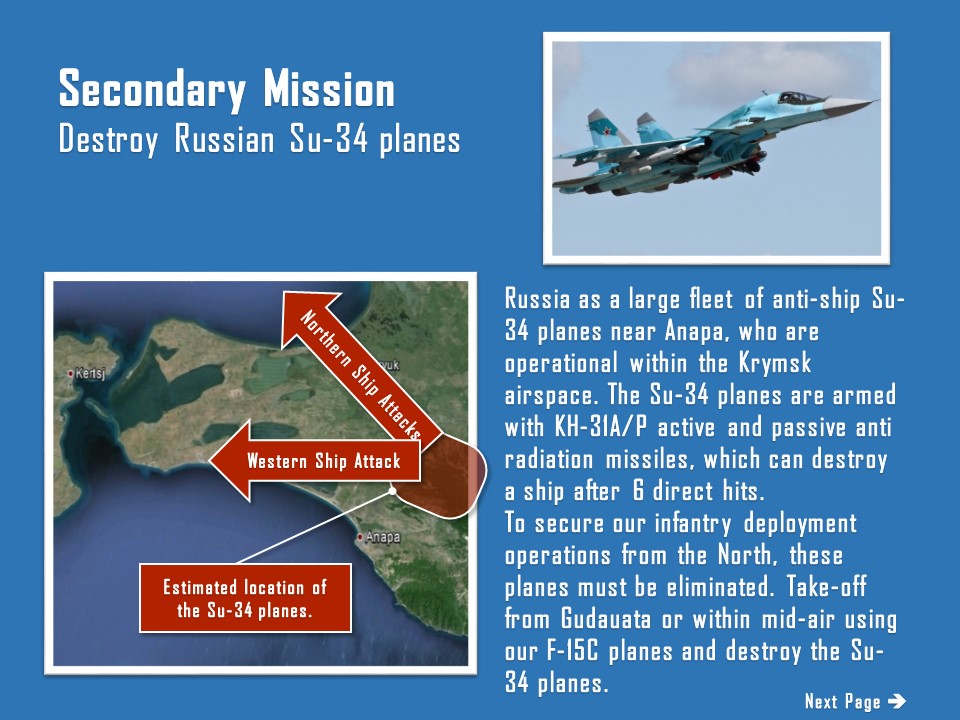 Secondary Mission
Destroy Russian Su-34 planes
Northern Ship Attacks
Kertsj
Western Ship Attack
Anapa
Estimated location of
the Su-34 planes.
Russia as a large fleet of anti-ship Su-
34 planes near Anapa, who are
operational within the Krymsk
airspace. The Su-34 planes are armed
with KH-31A/P active and passive anti
radiation missiles, which can destroy
a ship after 6 direct hits.
To secure our infantry deployment
operations from the North, these
planes must be eliminated. Take-off
from Gudauata or within mid-air using
our F-15C planes and destroy the Su-
34 planes.
Next Page →